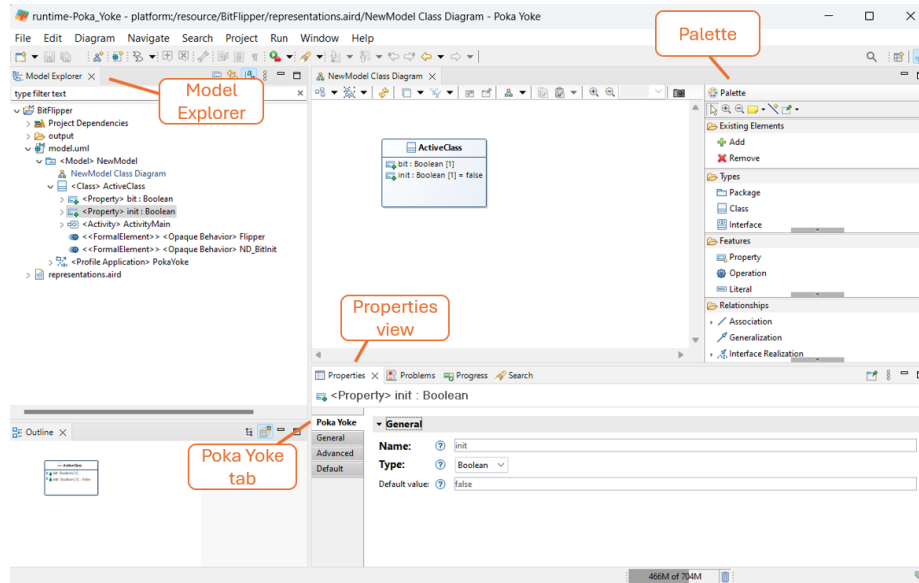 runtime-Poka_Yoke - platform:/resource/BitFlipper/representations.aird/NewModel Class Diagram - Poka Yoke
File Edit Diagram Navigate Search Project Run Window Help
Palette
Model Explorer
type filter text
Model
Explorer
BitFlipper
Project Dependencies
output
model.uml
<Model> NewModel
NewModel Class Diagram
<Class> ActiveClass
<Property> bit : Boolean
<Property> init : Boolean
<Activity> ActivityMain
<<FormalElement>> <Opaque Behavior> Flipper
<<FormalElement>> <Opaque Behavior> ND_BitInit
<Profile Application> PokaYoke
representations.aird
NewModel Class Diagram
ActiveClass
bit : Boolean [1]
init : Boolean [1] = false
Palette
Existing Elements
Add
Remove
Types
Package
Class
Interface
Features
Property
Operation
Literal
Relationships
Association
Generalization
Interface Realization
Properties
view
Properties Problems Progress Search
<Property> init : Boolean
Poka Yoke
General
Advanced
Default
General
Name: init
Type: Boolean
Default value: false
Outline
Poka Yoke
tab
466M of 704M